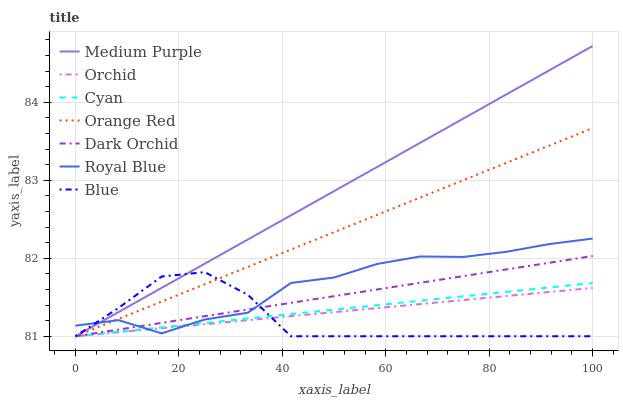 title
Medium Purple
Orchid
Cyan
Orange Red
Dark Orchid
Royal Blue
Blue
yaxis_label
84
83
82
81
0
20
40
60
80
100
xaxis_label